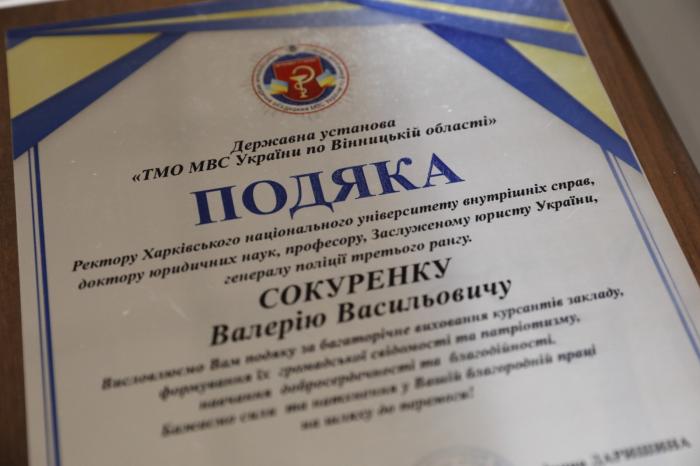 Державна установа
«ТМО МВС України по Вінницькій області»
ПОДЯКА
Ректору Харківського національного університету внутрішніх справ,
доктору юридичних наук, професору, Заслуженому юристу України,
генералу поліції третього рангу.
СОКУРЕНКУ
Валерію Васильовичу
Висловлюємо Вам подяку за багаторічне виховання курсантів закладу,
формування їх громадської свідомості та патріотизму,
навчання добросердечності та благодійності.
Бажаємо сили та натхнення у Вашій благородній праці
на шляху до перемоги!
ДАРИШИНА